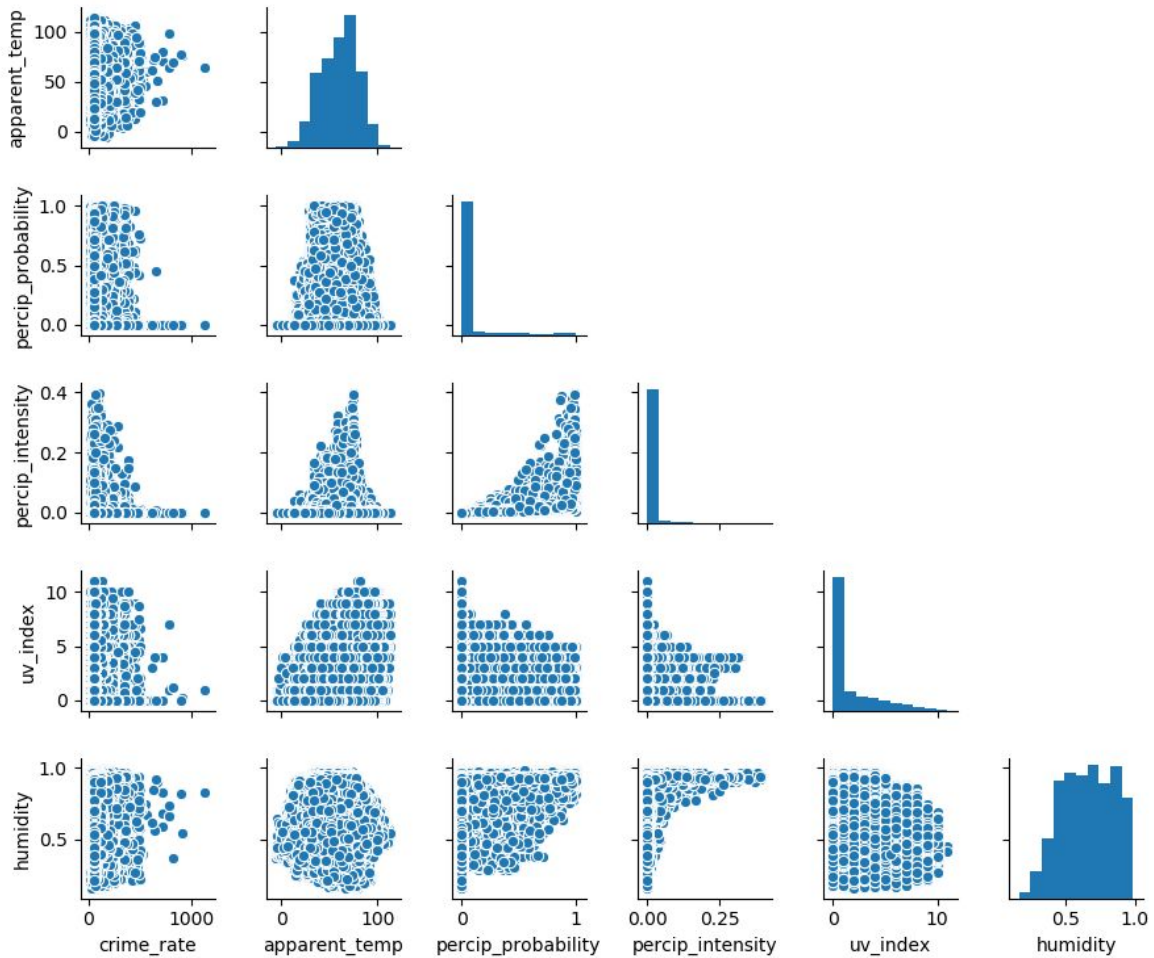 apparent_temp
100
50
0
percip_probability
1.0
0.5
0.0
percip_intensity
0.4
0.2
0.0
uv_index
10
5
0
humidity
1.0
0.5
0 1000
0 100
0 1
0.00 0.25
0 10
0.5 1.0
crime_rate
apparent_temp
percip_probability
percip_intensity
uv_index
humidity